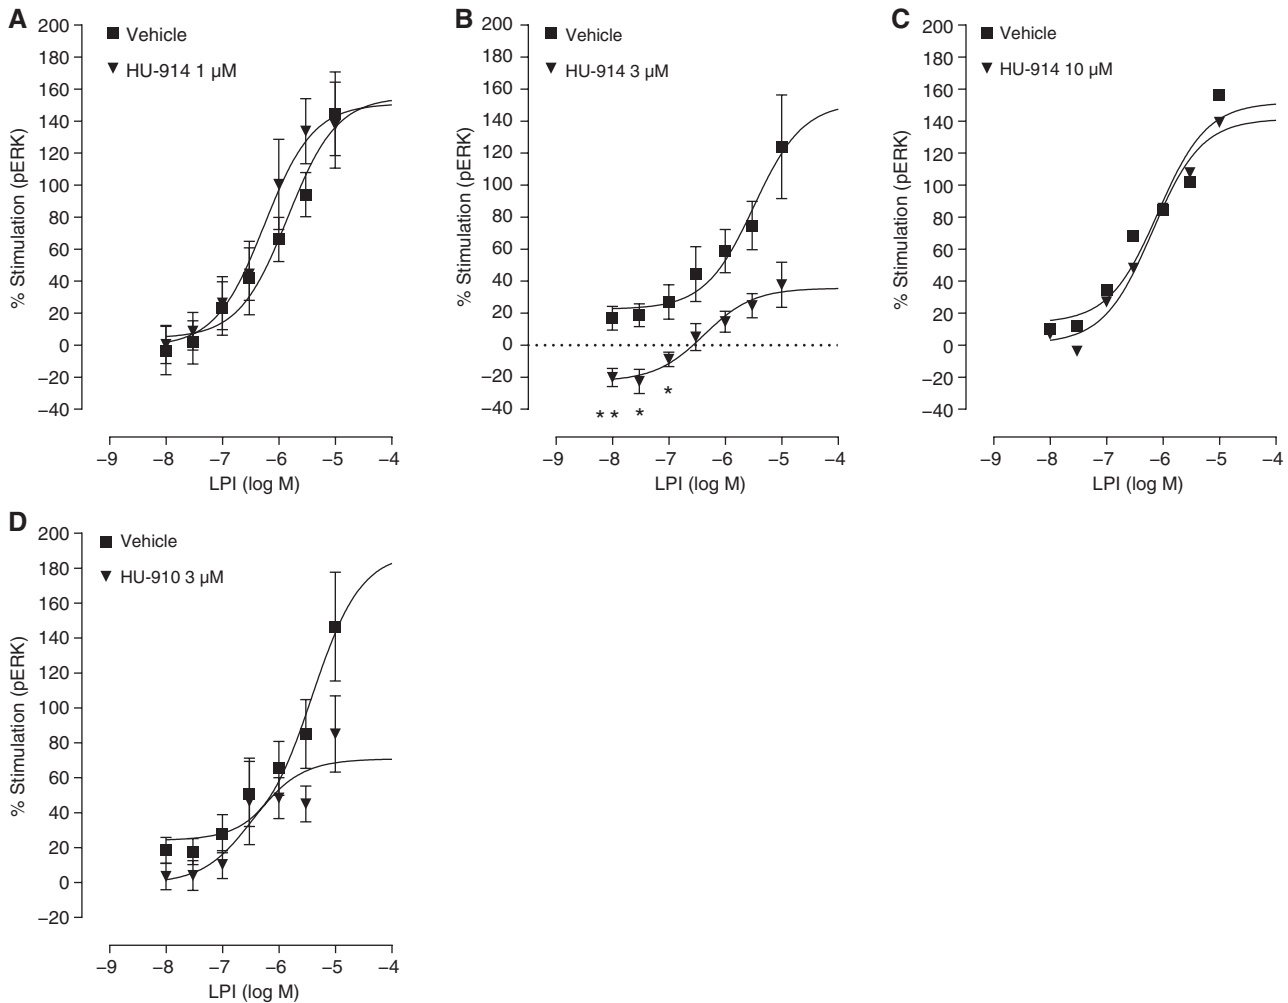 A
200
180
160
140
120
100
80
60
40
20
0
−20
−40
% Stimulation (pERK)
Vehicle
HU-914 1 µM
−9 −8 −7 −6 −5 −4
LPI (log M)
B
200
180
160
140
120
100
80
60
40
20
0
−20
−40
% Stimulation (pERK)
Vehicle
HU-914 3 µM
*
** *
−9 −8 −7 −6 −5 −4
LPI (log M)
C
200
180
160
140
120
100
80
60
40
20
0
−20
−40
% Stimulation (pERK)
Vehicle
HU-914 10 µM
−9 −8 −7 −6 −5 −4
LPI (log M)
D
200
180
160
140
120
100
80
60
40
20
0
−20
% Stimulation (pERK)
Vehicle
HU-910 3 µM
−9 −8 −7 −6 −5 −4
LPI (log M)